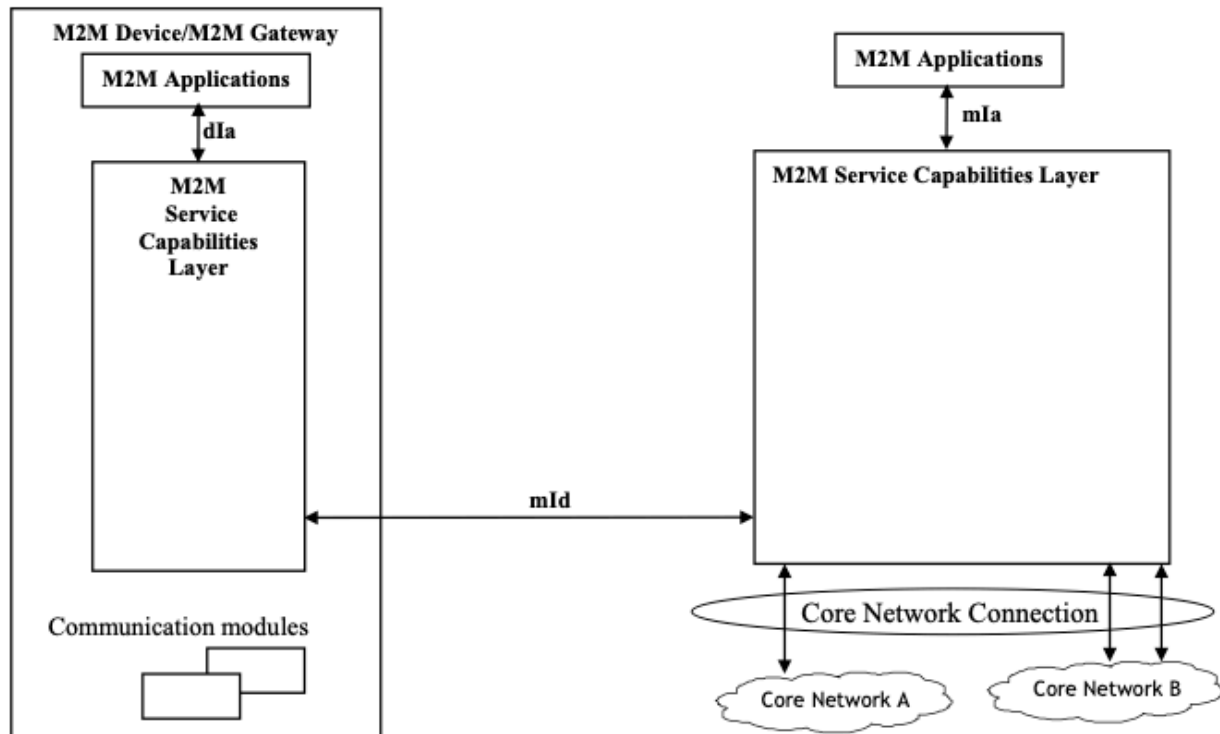 M2M Device/M2M Gateway
M2M Applications
dIa
M2M
Service
Capabilities
Layer
Communication modules
mId
M2M Applications
mIa
M2M Service Capabilities Layer
Core Network Connection
Core Network A
Core Network B